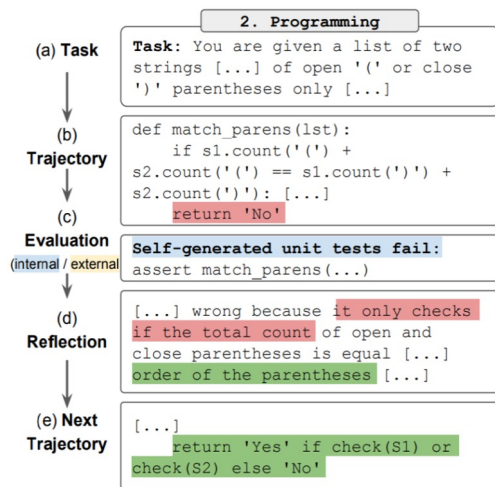 2. Programming
(a) Task
Task: You are given a list of two
strings [...] of open '(' or close
')' parentheses only [...]
(b)
Trajectory
def match_parens(lst):
if s1.count('(') +
s2.count('(') == s1.count(')') +
s2.count(')'): [...]
return 'No'
(c)
Evaluation
(internal / external
Self-generated unit tests fail:
assert match_parens(...)
(d)
Reflection
[...] wrong because it only checks
if the total count of open and
close parentheses is equal [...]
order of the parentheses [...]
(e) Next
Trajectory
[...]
return 'Yes' if check(S1) or
check(S2) else 'No'